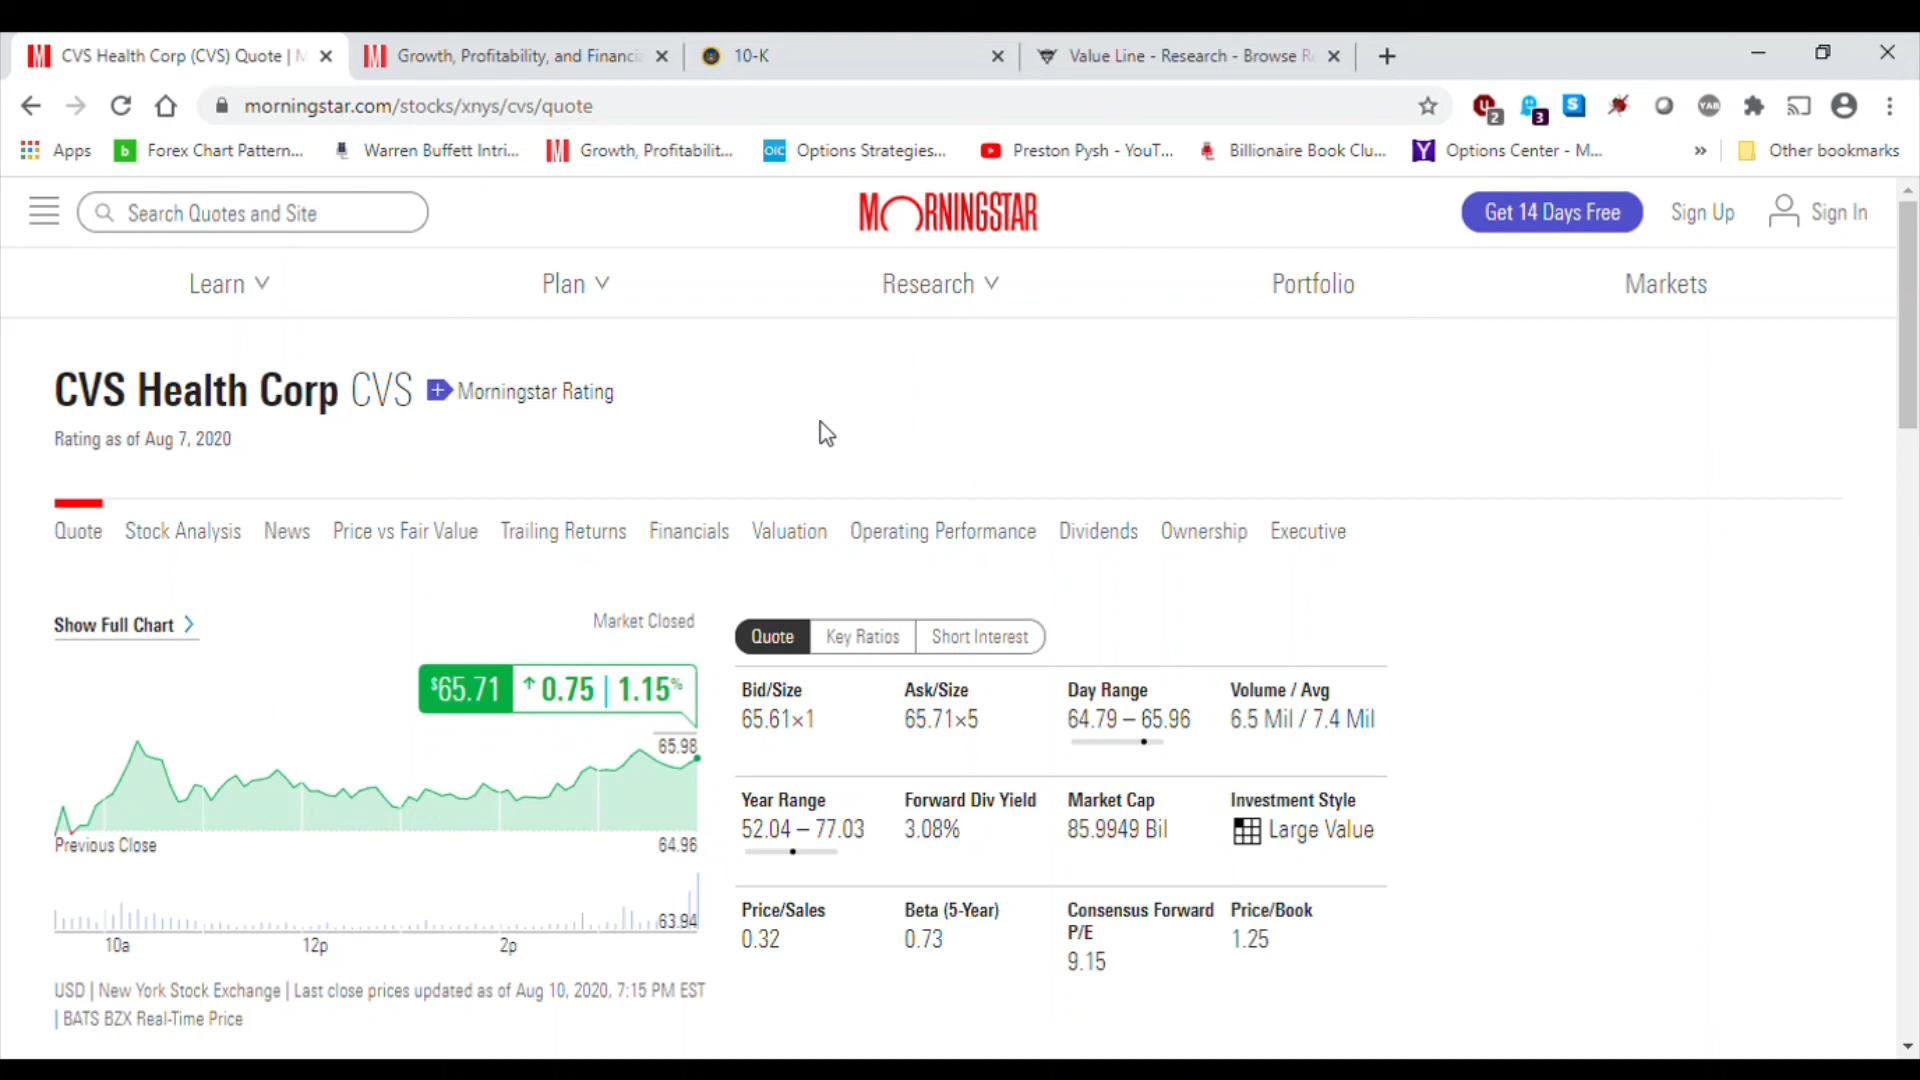 CVS Health Corp (CVS) Quote | M
Growth, Profitability, and Financi
10-K
Value Line - Research - Browse R
morningstar.com/stocks/xnys/cvs/quote
2
3
S
YAB
Apps
b
Forex Chart Pattern...
Warren Buffett Intri...
Growth, Profitabilit...
OIC
Options Strategies...
Preston Pysh - YouT...
Billionaire Book Clu...
Y
Options Center - M...
»
Other bookmarks
Search Quotes and Site
MORNINGSTAR
Get 14 Days Free
Sign Up
Sign In
Learn
Plan
Research
Portfolio
Markets
CVS Health Corp CVS
Morningstar Rating
Rating as of Aug 7, 2020
Quote Stock Analysis News Price vs Fair Value Trailing Returns Financials Valuation Operating Performance Dividends Ownership Executive
Show Full Chart
Market Closed
$65.71 ↑0.75 | 1.15%
65.98
Previous Close
64.96
63.94
10a
12p
2p
USD | New York Stock Exchange | Last close prices updated as of Aug 10, 2020, 7:15 PM EST
| BATS BZX Real-Time Price
Quote Key Ratios Short Interest
Bid/Size Ask/Size Day Range Volume / Avg
65.61×1 65.71×5 64.79 – 65.96 6.5 Mil / 7.4 Mil
Year Range Forward Div Yield Market Cap Investment Style
52.04 – 77.03 3.08% 85.9949 Bil Large Value
Price/Sales Beta (5-Year) Consensus Forward Price/Book
P/E
0.32 0.73 1.25
9.15